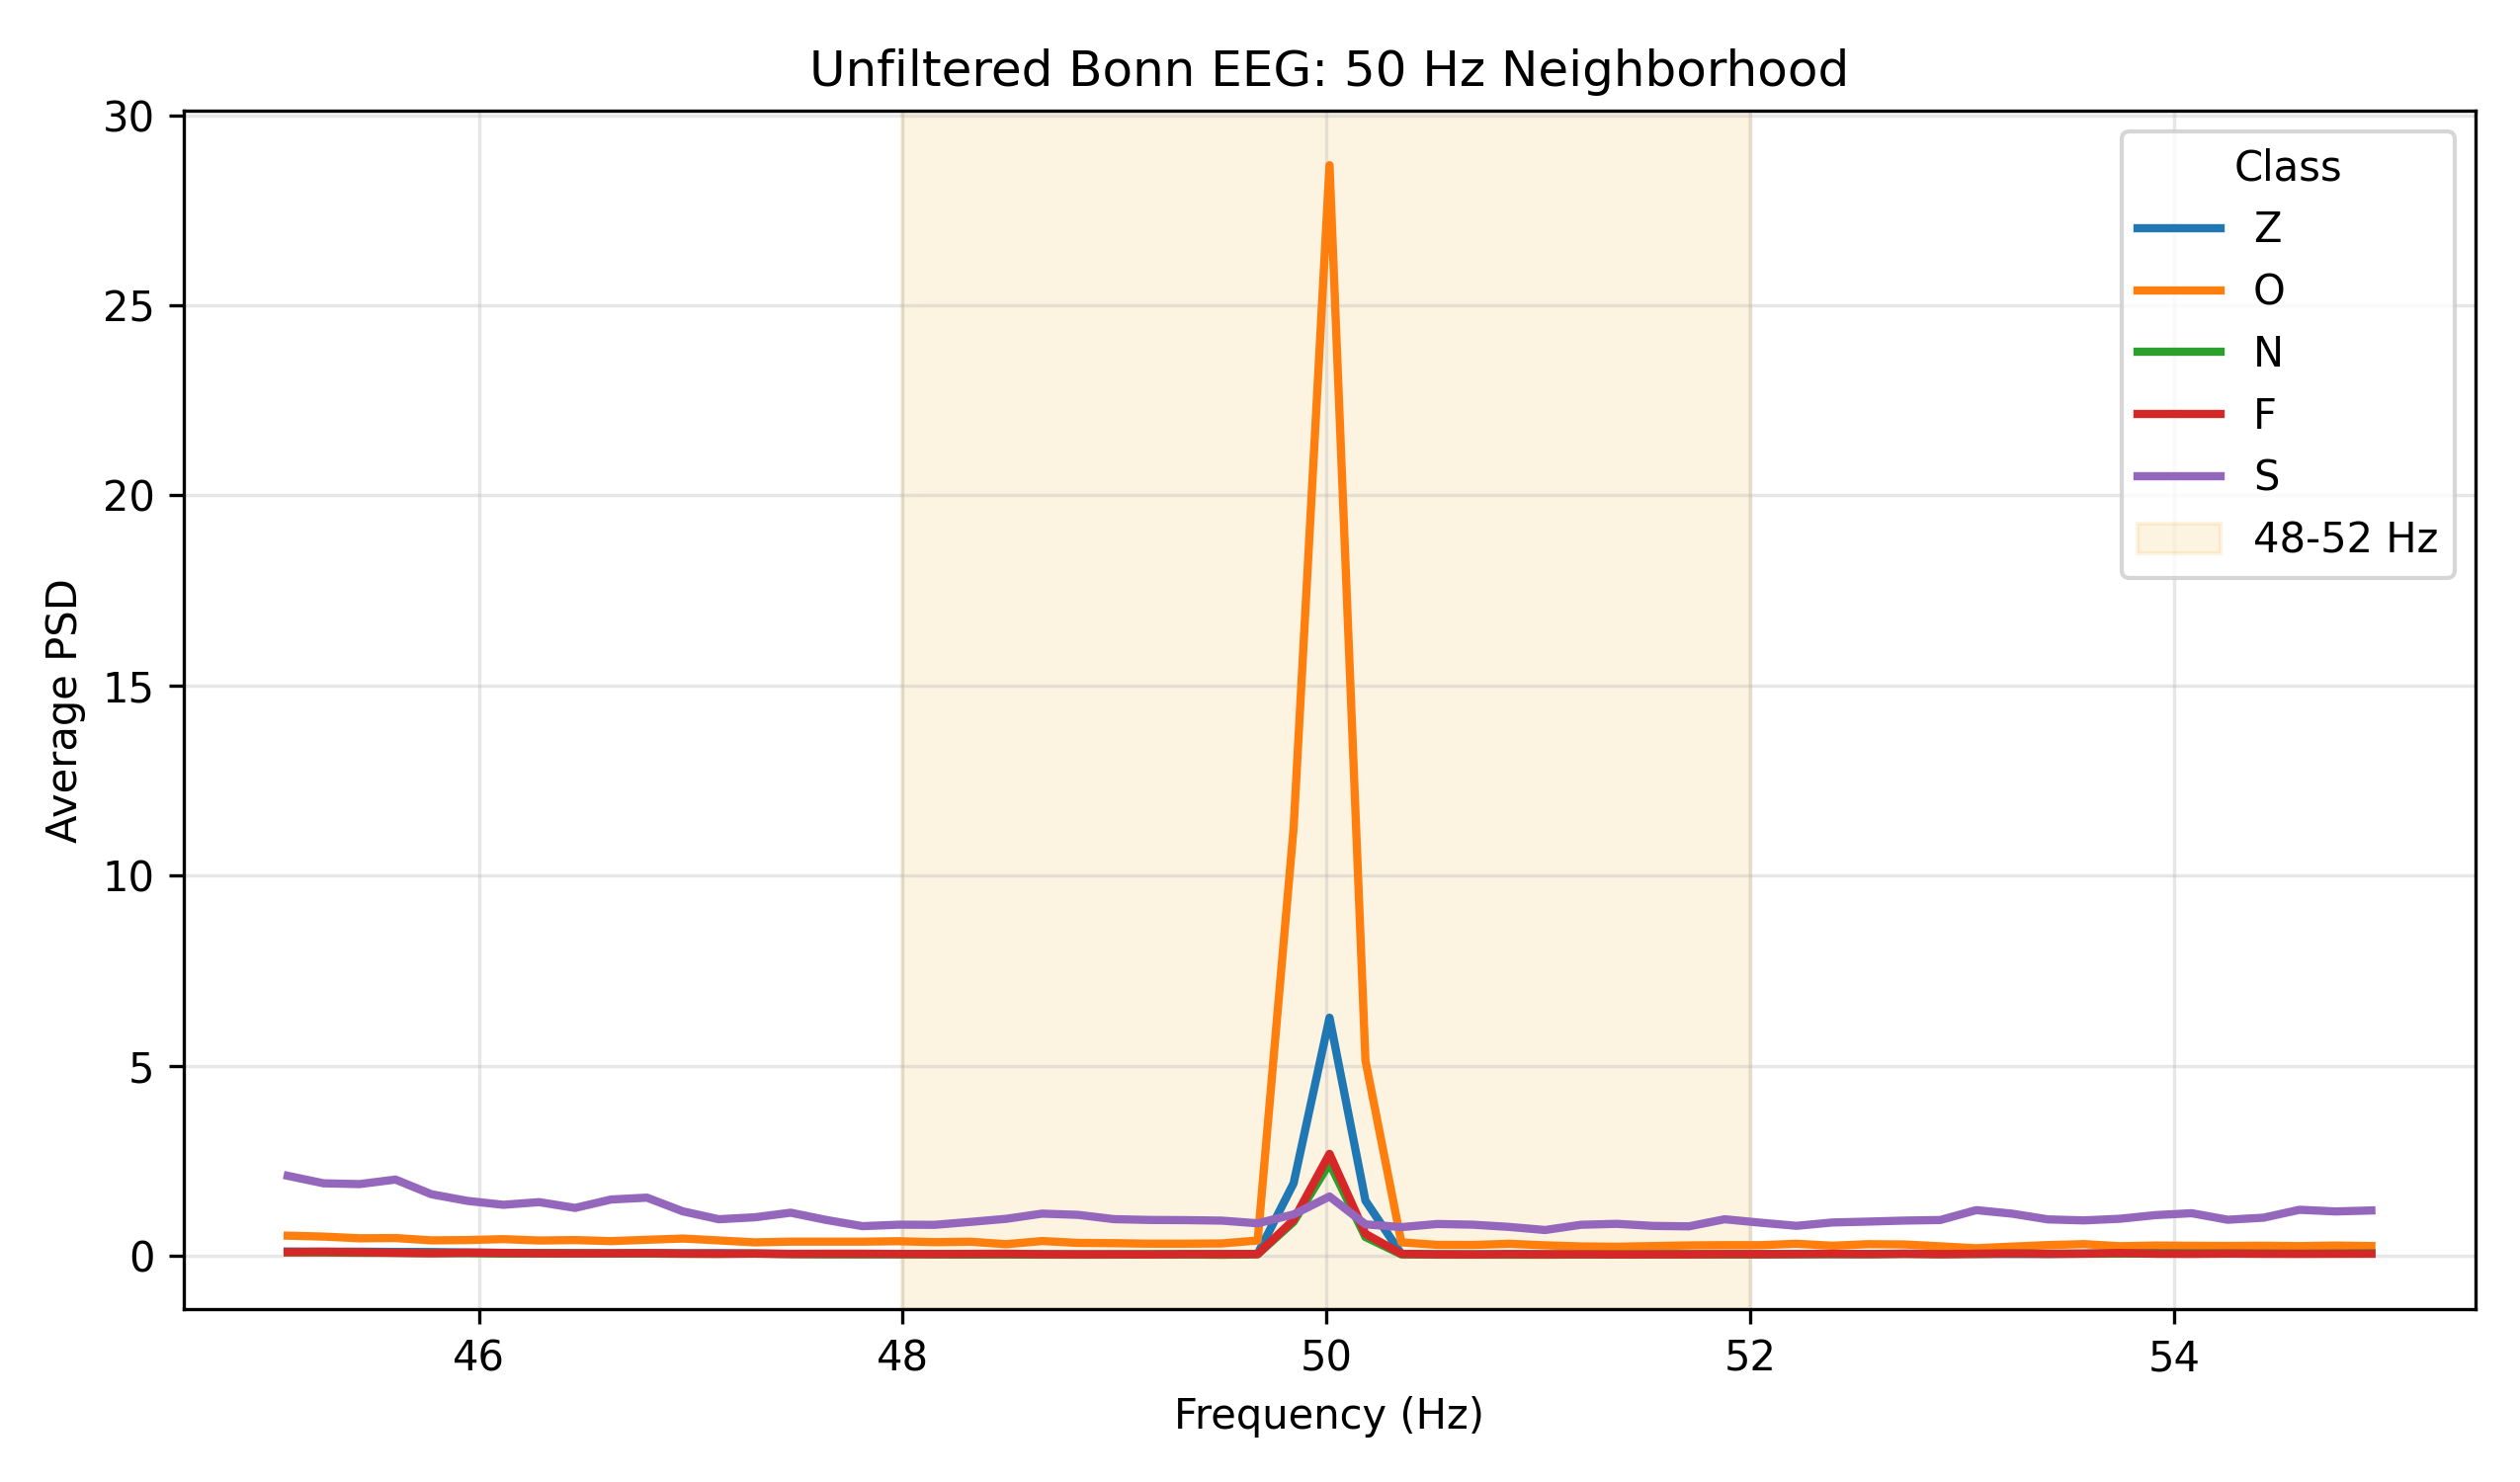 Unfiltered Bonn EEG: 50 Hz Neighborhood
30
25
20
15
10
5
0
Average PSD
46
48
50
52
54
Frequency (Hz)
Class
Z
O
N
F
S
48-52 Hz